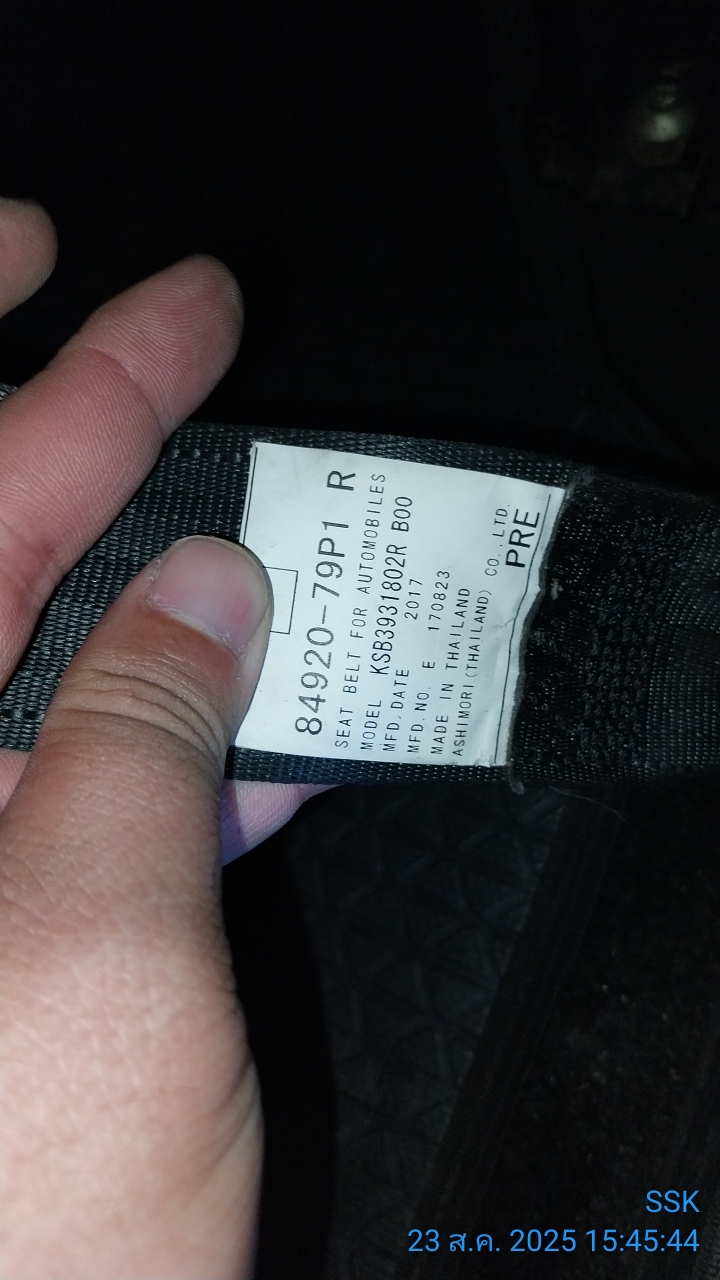 84920-79P1 R
SEAT BELT FOR AUTOMOBILES
MODEL KSB3931802R B00
MFD.DATE 2017
MFD.NO. E 170823
MADE IN THAILAND
ASHIMORI(THAILAND) CO.,LTD.
PRE
SSK
23 ส.ค. 2025 15:45:44